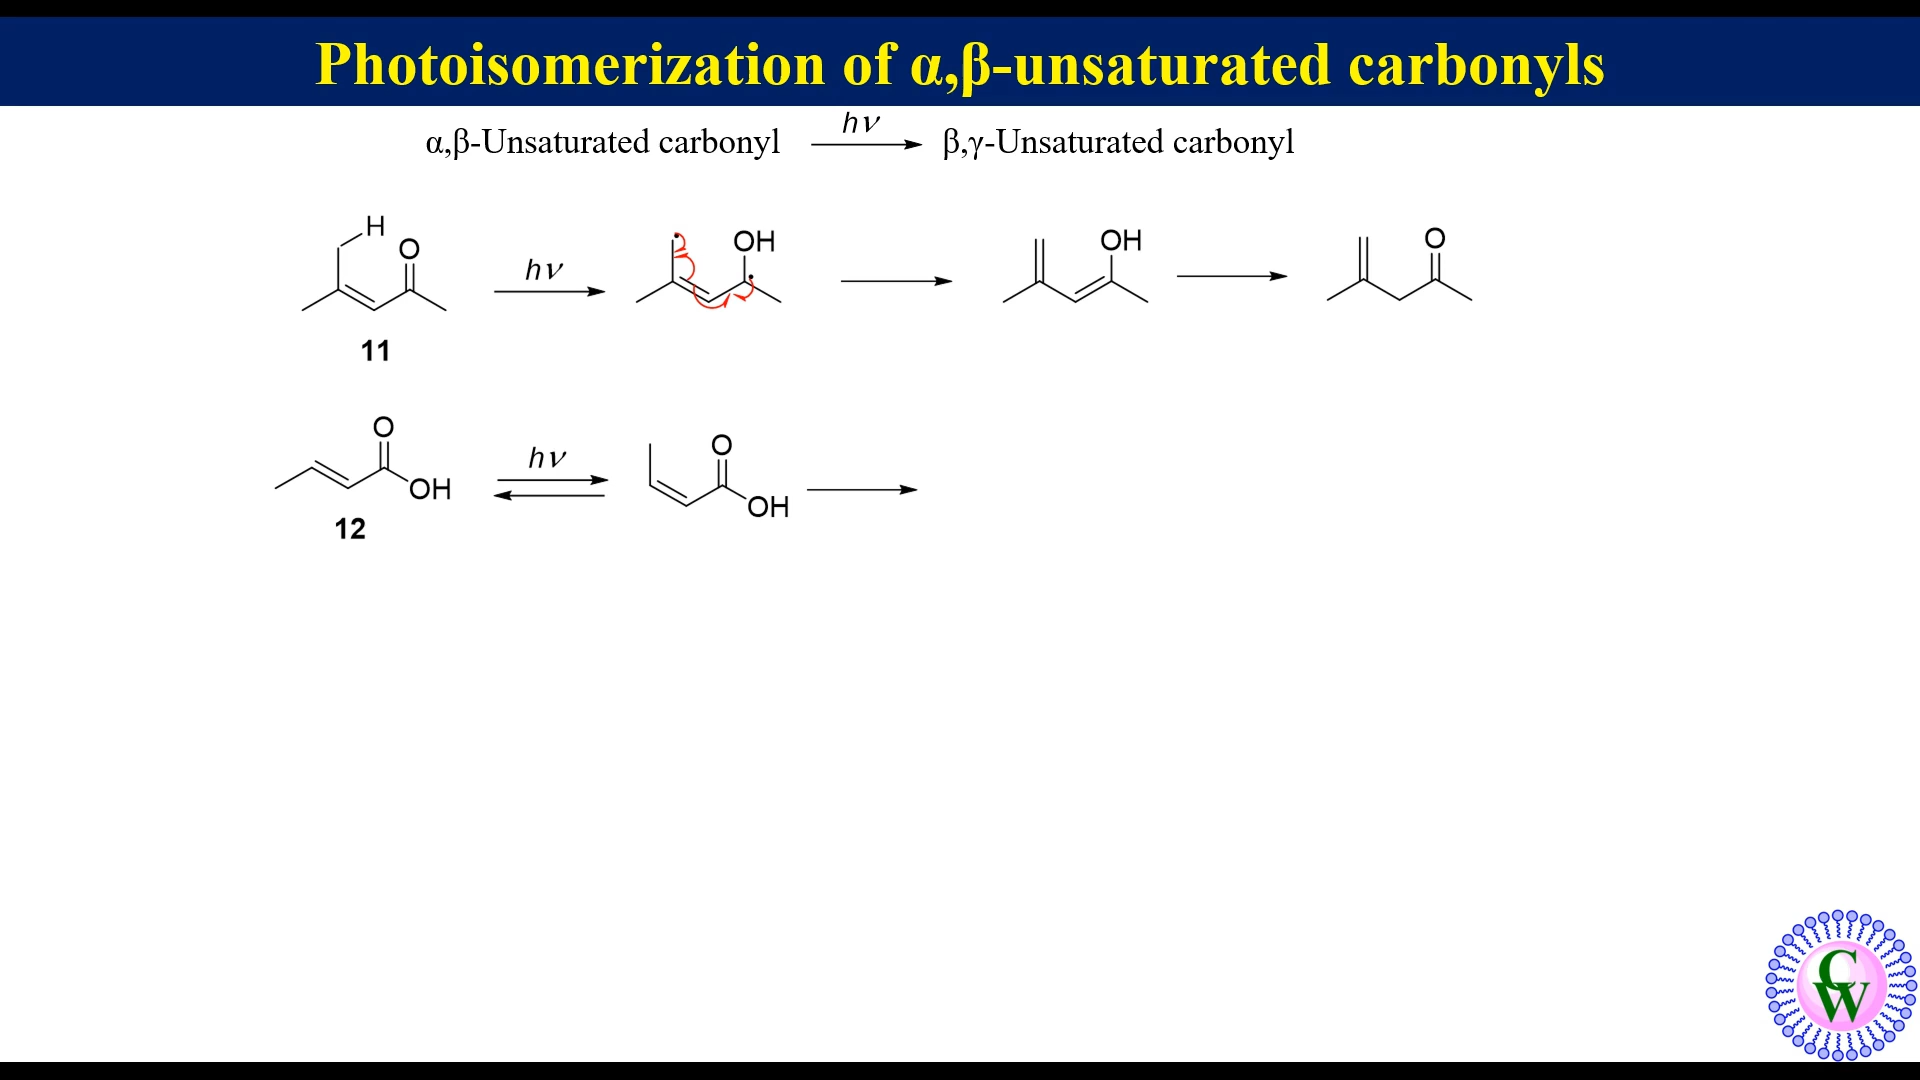 Photoisomerization of α,β-unsaturated carbonyls
α,β-Unsaturated carbonyl hν β,γ-Unsaturated carbonyl
H O hν OH OH O
11
O OH hν O OH
12
C
W